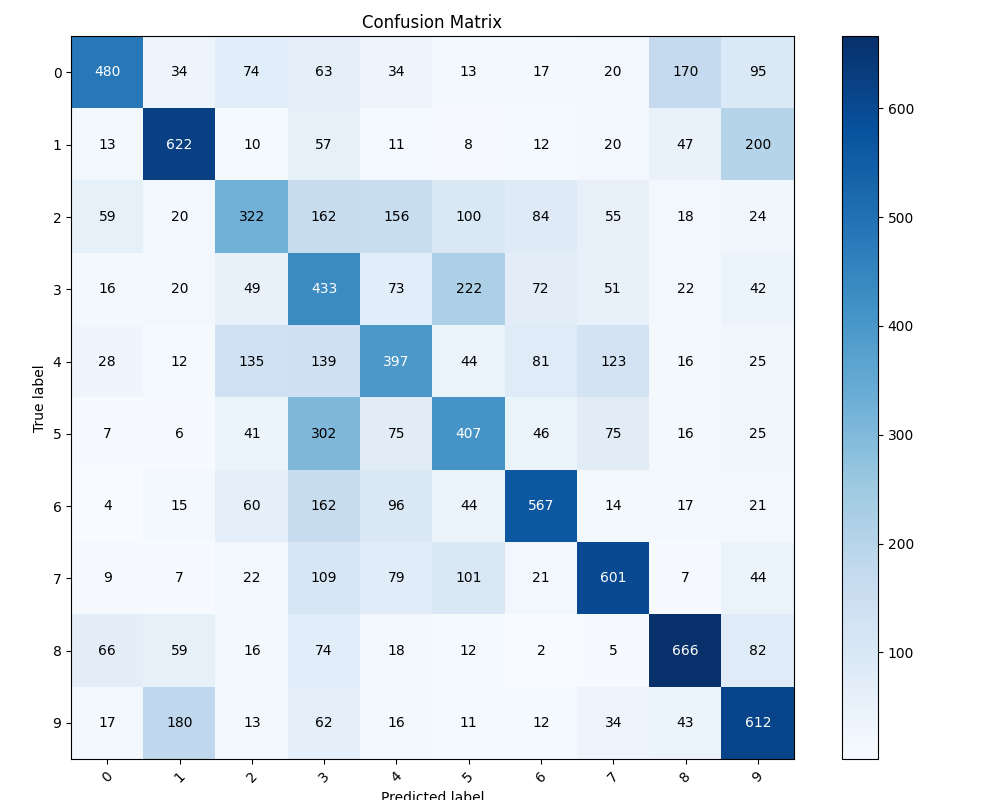 Confusion Matrix
0 480 34 74 63 34 13 17 20 170 95
1 13 622 10 57 11 8 12 20 47 200
2 59 20 322 162 156 100 84 55 18 24
3 16 20 49 433 73 222 72 51 22 42
4 28 12 135 139 397 44 81 123 16 25
5 7 6 41 302 75 407 46 75 16 25
6 4 15 60 162 96 44 567 14 17 21
7 9 7 22 109 79 101 21 601 7 44
8 66 59 16 74 18 12 2 5 666 82
9 17 180 13 62 16 11 12 34 43 612
0 1 2 3 4 5 6 7 8 9
True label
Predicted label
600
500
400
300
200
100